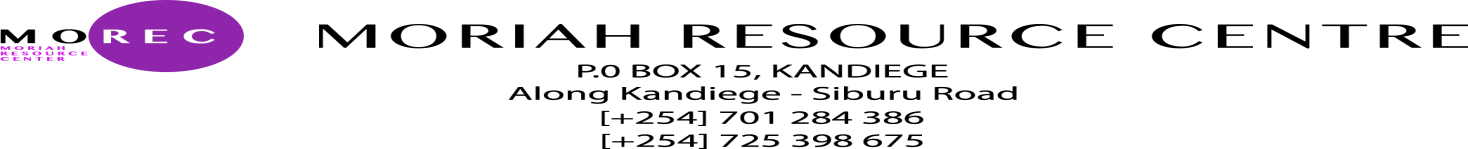 MOREC
MORIAH
RESOURCE
CENTER
MORIAH RESOURCE CENTRE
P.O BOX 15, KANDIEGE
Along Kandiege - Siburu Road
[+254] 701 284 386
[+254] 725 398 675